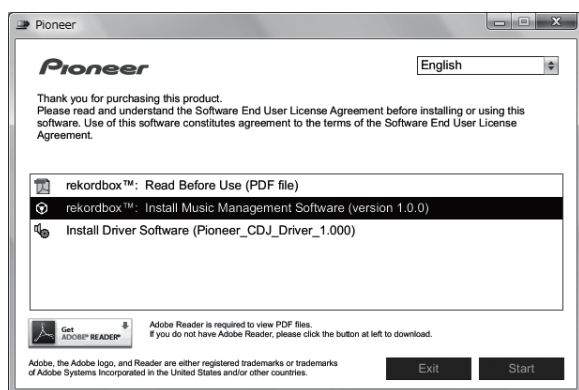 Pioneer
Pioneer
English
Thank you for purchasing this product.
Please read and understand the Software End User License Agreement before installing or using this
software. Use of this software constitutes agreement to the terms of the Software End User License
Agreement.
rekordbox™: Read Before Use (PDF file)
rekordbox™: Install Music Management Software (version 1.0.0)
Install Driver Software (Pioneer_CDJ_Driver_1.000)
Get
ADOBE® READER®
Adobe Reader is required to view PDF files.
If you do not have Adobe Reader, please click the button at left to download.
Adobe, the Adobe logo, and Reader are either registered trademarks or trademarks
of Adobe Systems Incorporated in the United States and/or other countries.
Exit
Start